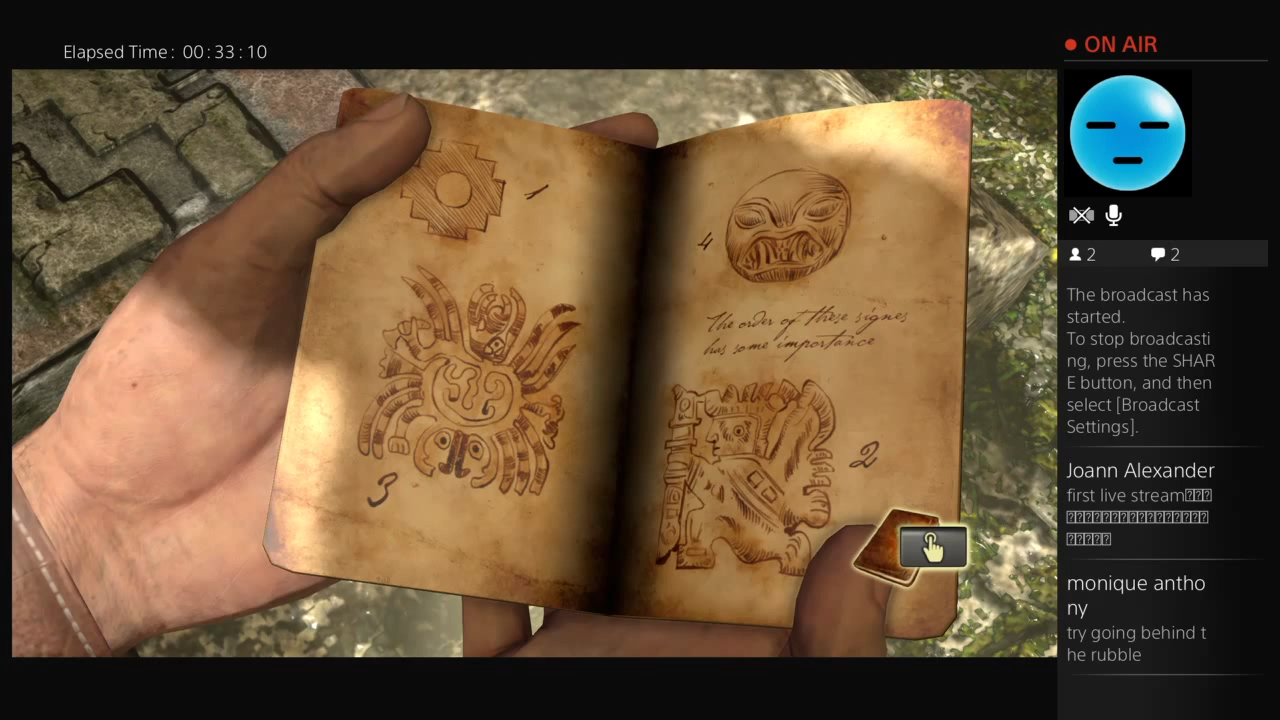 Elapsed Time: 00:33:10
ON AIR
1
4
The order of these signes
has some importance
3
2
2
2
The broadcast has
started.
To stop broadcasti
ng, press the SHAR
E button, and then
select [Broadcast
Settings].
Joann Alexander
first live stream
monique antho
ny
try going behind t
he rubble